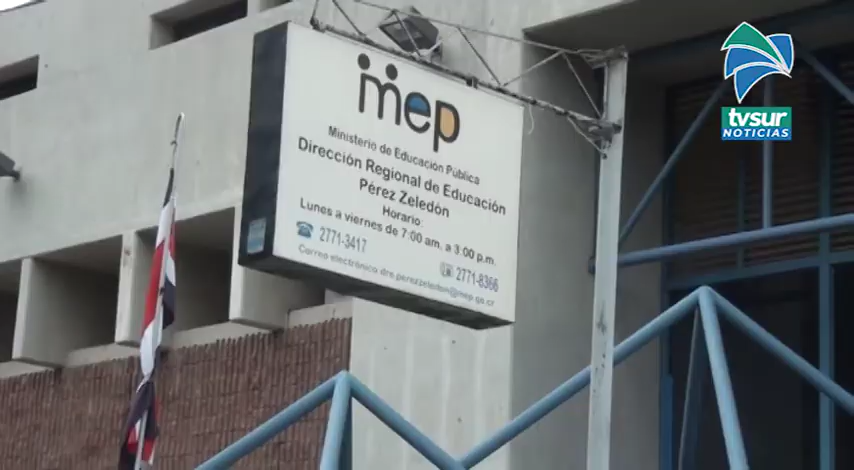 mep
Ministerio de Educación Pública
Dirección Regional de Educación
Pérez Zeledón
Horario:
Lunes a viernes de 7:00 am. a 3:00 p.m.
2771-3417
2771-8366
Correo electrónico dre.perezzeledon@mep.go.cr
tvsur
NOTICIAS